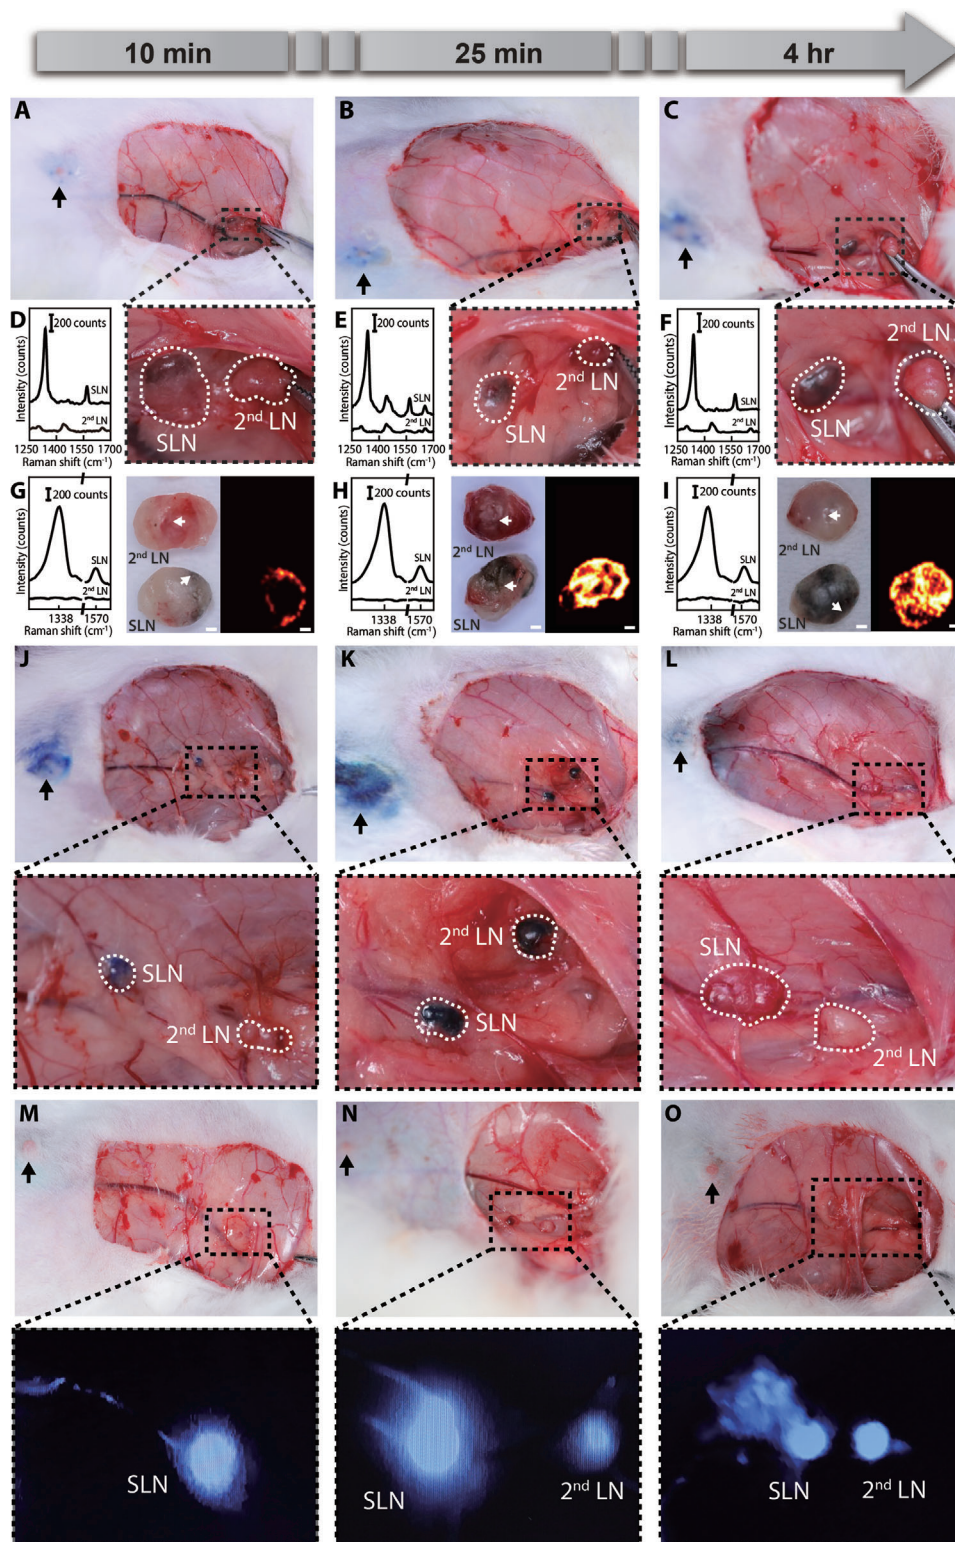 10 min 25 min 4 hr
A B C
D
200 counts
Intensity (counts)
SLN
2nd LN
1250 1400 1550 1700
Raman shift (cm-1)
SLN
2nd LN
E
200 counts
Intensity (counts)
SLN
2nd LN
1250 1400 1550 1700
Raman shift (cm-1)
SLN
2nd LN
F
200 counts
Intensity (counts)
SLN
2nd LN
1250 1400 1550 1700
Raman shift (cm-1)
SLN
2nd LN
G
200 counts
Intensity (counts)
SLN
2nd LN
1338 1570
Raman shift (cm-1)
2nd LN
SLN
H
200 counts
Intensity (counts)
SLN
2nd LN
1338 1570
Raman shift (cm-1)
2nd LN
SLN
I
200 counts
Intensity (counts)
SLN
2nd LN
1338 1570
Raman shift (cm-1)
2nd LN
SLN
J K L
SLN
2nd LN
2nd LN
SLN
SLN
2nd LN
M N O
SLN
SLN 2nd LN
SLN 2nd LN